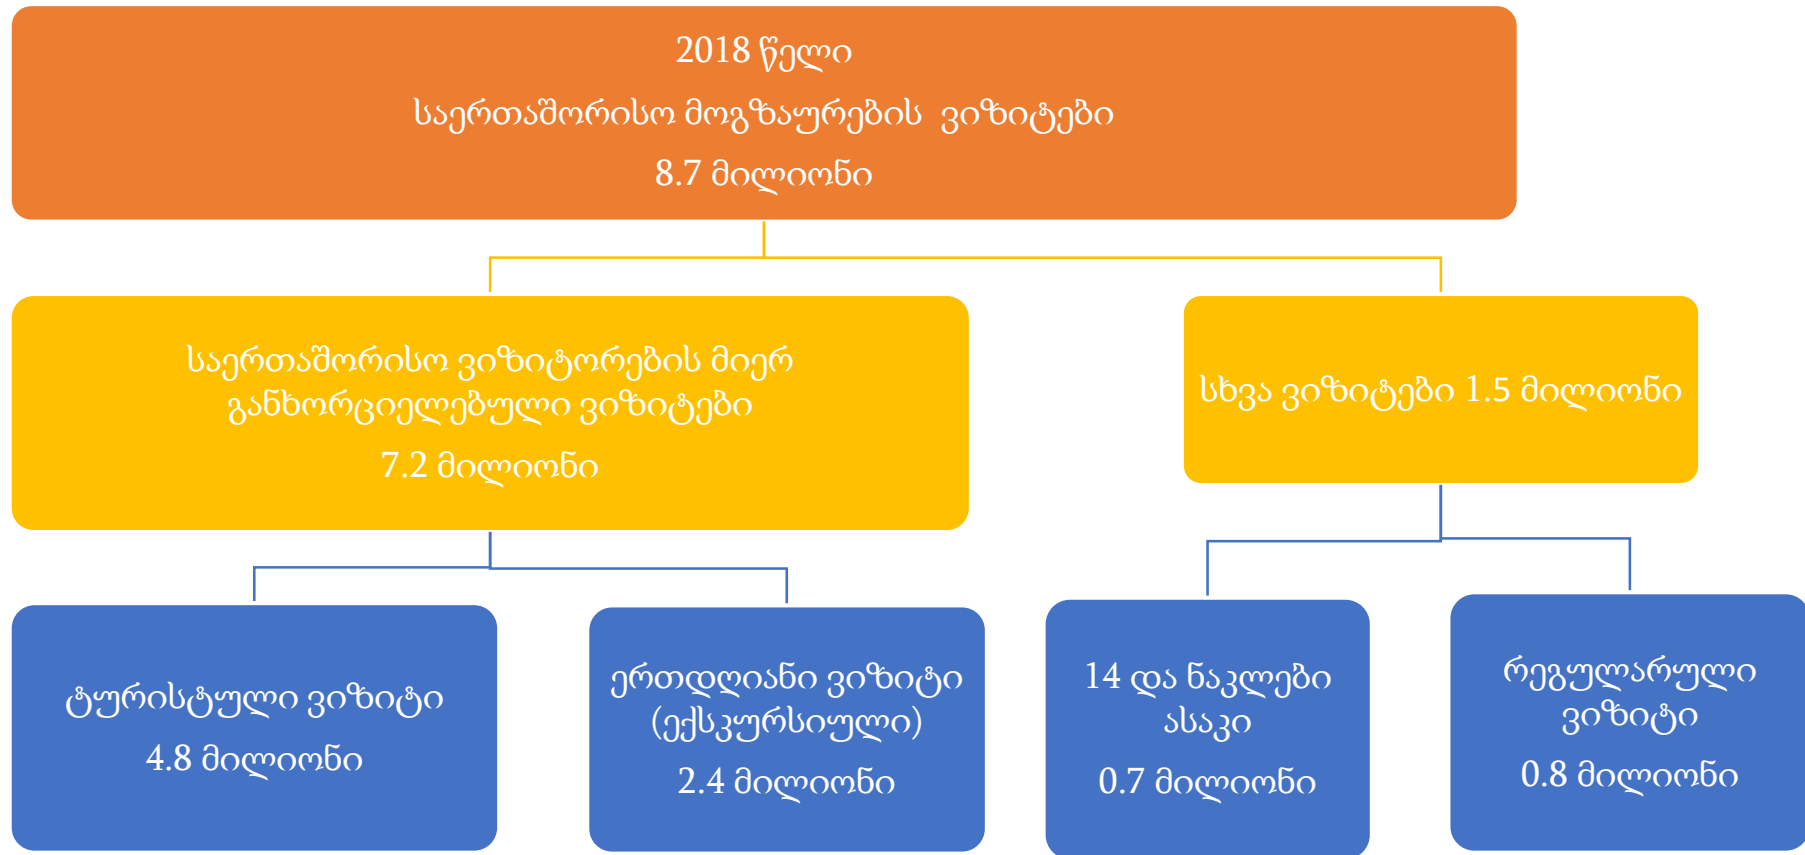 2018 წელი
საერთაშორისო მოგზაურების ვიზიტები
8.7 მილიონი
საერთაშორისო ვიზიტორების მიერ
განხორციელებული ვიზიტები
7.2 მილიონი
სხვა ვიზიტები 1.5 მილიონი
ტურისტული ვიზიტი
4.8 მილიონი
ერთდღიანი ვიზიტი
(ექსკურსიული)
2.4 მილიონი
14 და ნაკლები
ასაკი
0.7 მილიონი
რეგულარული
ვიზიტი
0.8 მილიონი